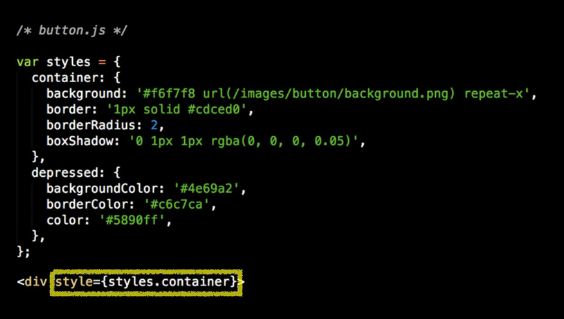 /* button.js */
var styles = {
  container: {
    background: '#f6f7f8 url(/images/button/background.png) repeat-x',
    border: '1px solid #cdced0',
    borderRadius: 2,
    boxShadow: '0 1px 1px rgba(0, 0, 0, 0.05)',
  },
  depressed: {
    backgroundColor: '#4e69a2',
    borderColor: '#c6c7ca',
    color: '#5890ff',
  },
};
<div style={styles.container}>